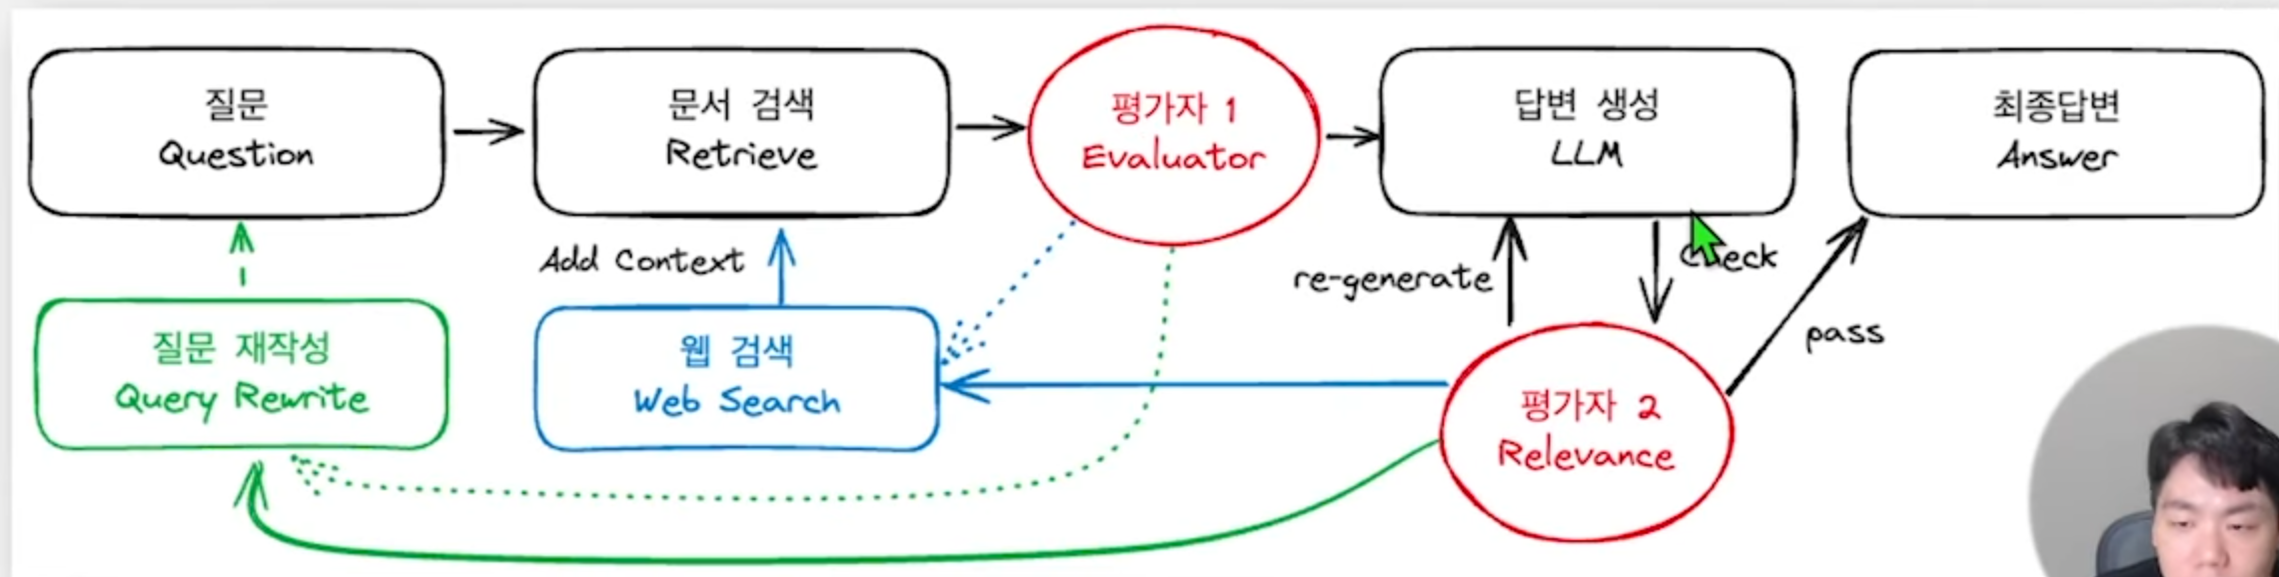 질문
Question
문서 검색
Retrieve
평가자 1
Evaluator
답변 생성
LLM
최종답변
Answer
Add Context
re-generate
pass
질문 재작성
Query Rewrite
웹 검색
Web Search
평가자 2
Relevance